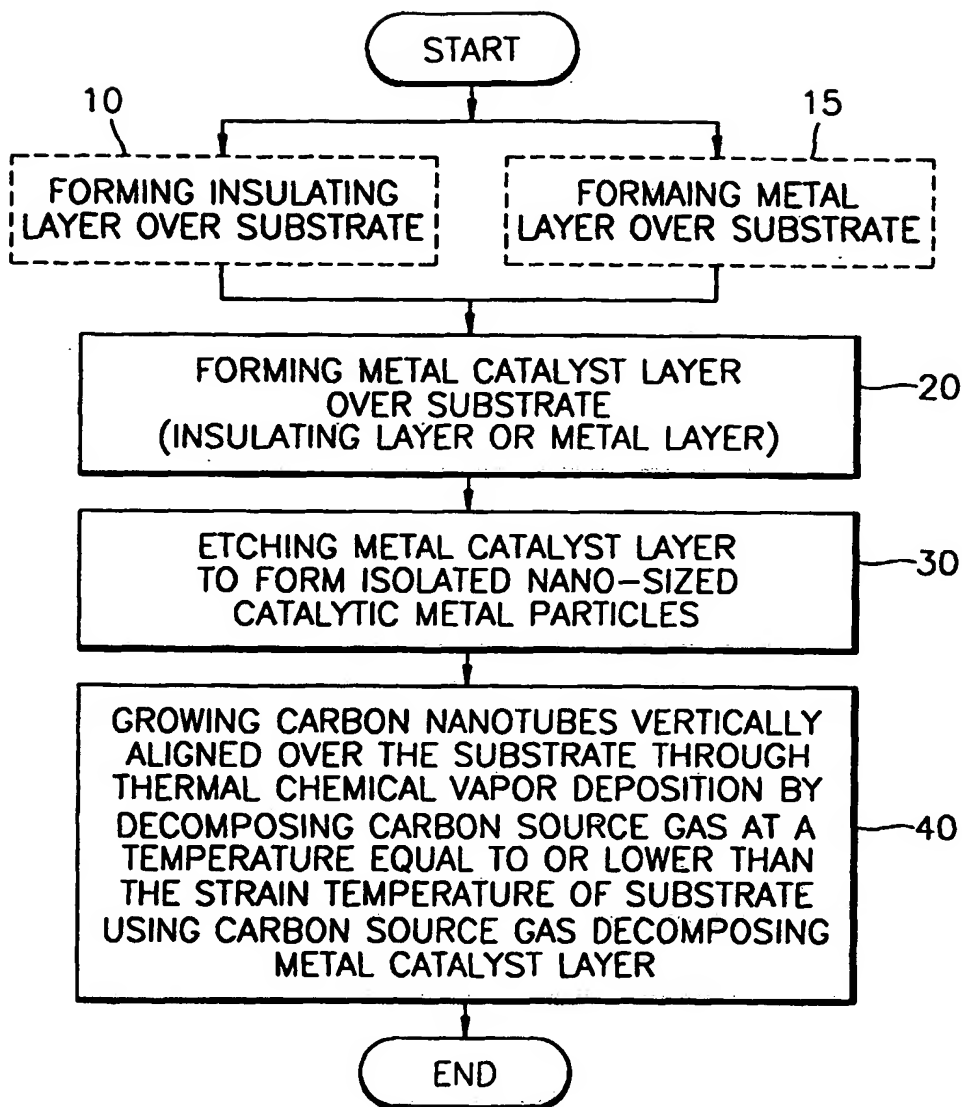 START
10
15
FORMING INSULATING
LAYER OVER SUBSTRATE
FORMAING METAL
LAYER OVER SUBSTRATE
FORMING METAL CATALYST LAYER
OVER SUBSTRATE
(INSULATING LAYER OR METAL LAYER)
20
ETCHING METAL CATALYST LAYER
TO FORM ISOLATED NANO-SIZED
CATALYTIC METAL PARTICLES
30
GROWING CARBON NANOTUBES VERTICALLY
ALIGNED OVER THE SUBSTRATE THROUGH
THERMAL CHEMICAL VAPOR DEPOSITION BY
DECOMPOSING CARBON SOURCE GAS AT A
TEMPERATURE EQUAL TO OR LOWER THAN
THE STRAIN TEMPERATURE OF SUBSTRATE
USING CARBON SOURCE GAS DECOMPOSING
METAL CATALYST LAYER
40
END